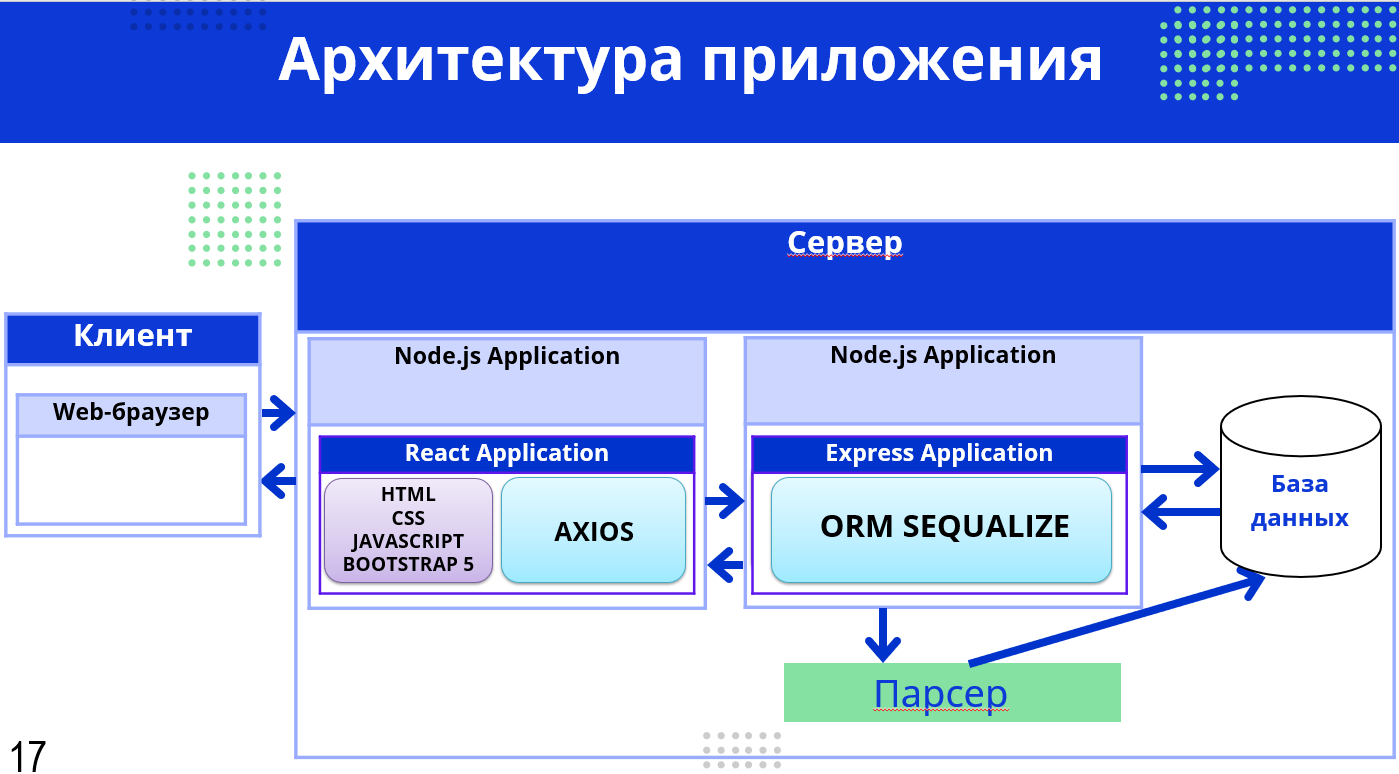 Архитектура приложения
Сервер
Клиент
Web-браузер
Node.js Application
React Application
HTML
CSS
JAVASCRIPT
BOOTSTRAP 5
AXIOS
Node.js Application
Express Application
ORM SEQUALIZE
База
данных
Парсер
17